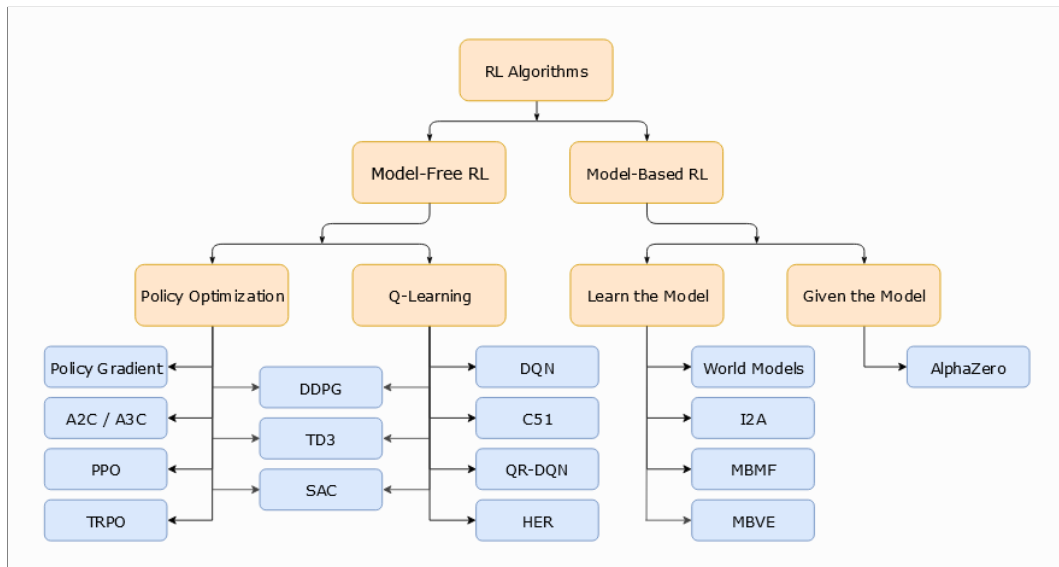 RL Algorithms
Model-Free RL
Model-Based RL
Policy Optimization
Q-Learning
Learn the Model
Given the Model
Policy Gradient
A2C / A3C
PPO
TRPO
DDPG
TD3
SAC
DQN
C51
QR-DQN
HER
World Models
I2A
MBMF
MBVE
AlphaZero